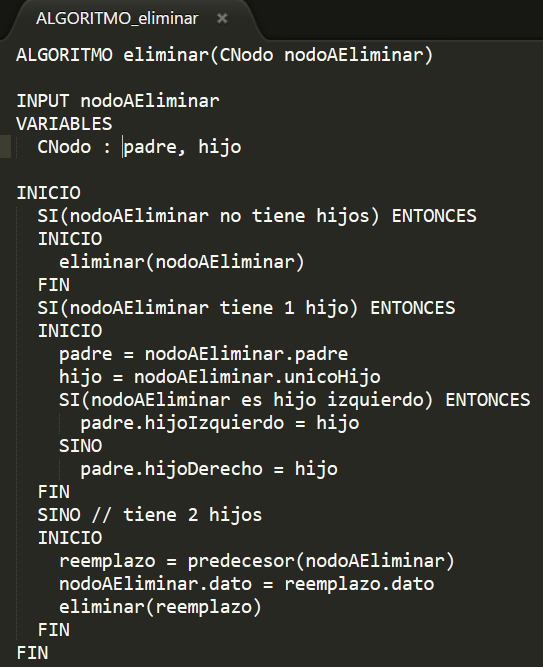 ALGORITMO_eliminar ×
ALGORITMO eliminar(CNodo nodoAEliminar)

INPUT nodoAEliminar
VARIABLES
  CNodo : padre, hijo

INICIO
  SI(nodoAEliminar no tiene hijos) ENTONCES
  INICIO
    eliminar(nodoAEliminar)
  FIN
  SI(nodoAEliminar tiene 1 hijo) ENTONCES
  INICIO
    padre = nodoAEliminar.padre
    hijo = nodoAEliminar.unicoHijo
    SI(nodoAEliminar es hijo izquierdo) ENTONCES
      padre.hijoIzquierdo = hijo
    SINO
      padre.hijoDerecho = hijo
  FIN
  SINO // tiene 2 hijos
  INICIO
    reemplazo = predecesor(nodoAEliminar)
    nodoAEliminar.dato = reemplazo.dato
    eliminar(reemplazo)
  FIN
FIN